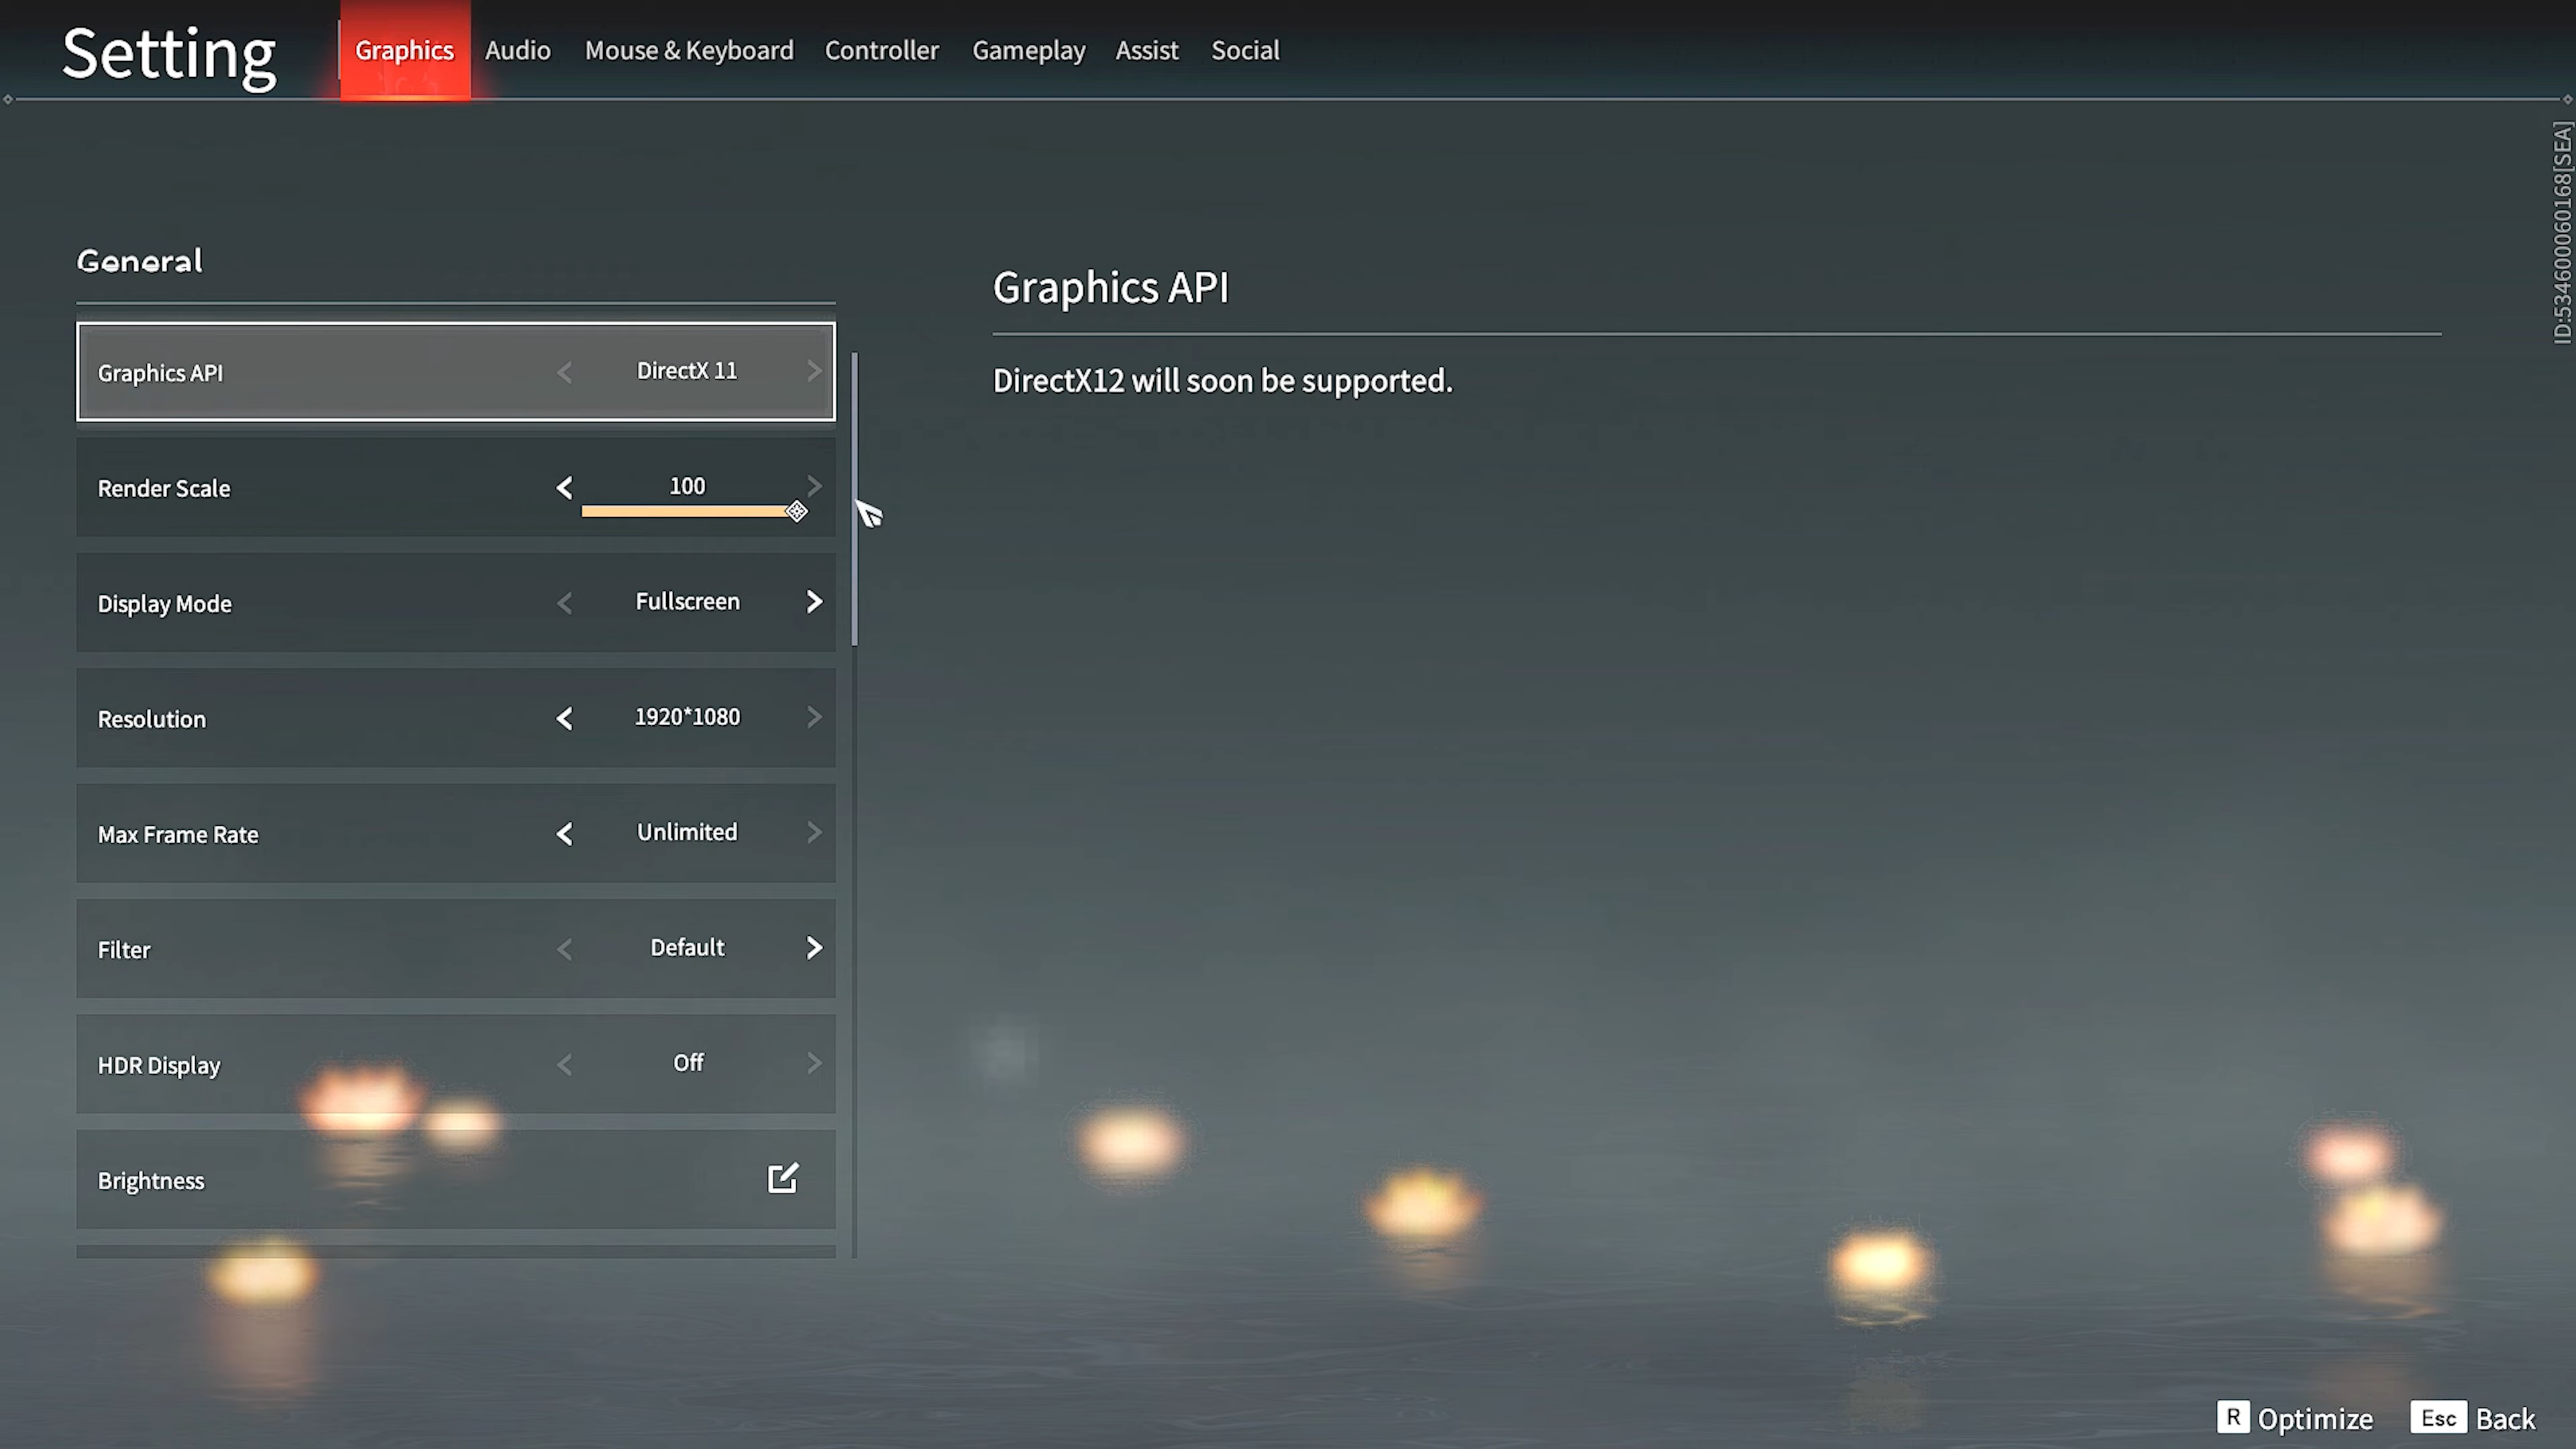 Setting
Graphics Audio Mouse & Keyboard Controller Gameplay Assist Social
ID:534600060168[SEA]
General
Graphics API < DirectX 11 >
Render Scale < 100 >
Display Mode < Fullscreen >
Resolution < 1920*1080 >
Max Frame Rate < Unlimited >
Filter < Default >
HDR Display < Off >
Brightness
Graphics API
DirectX12 will soon be supported.
R Optimize Esc Back